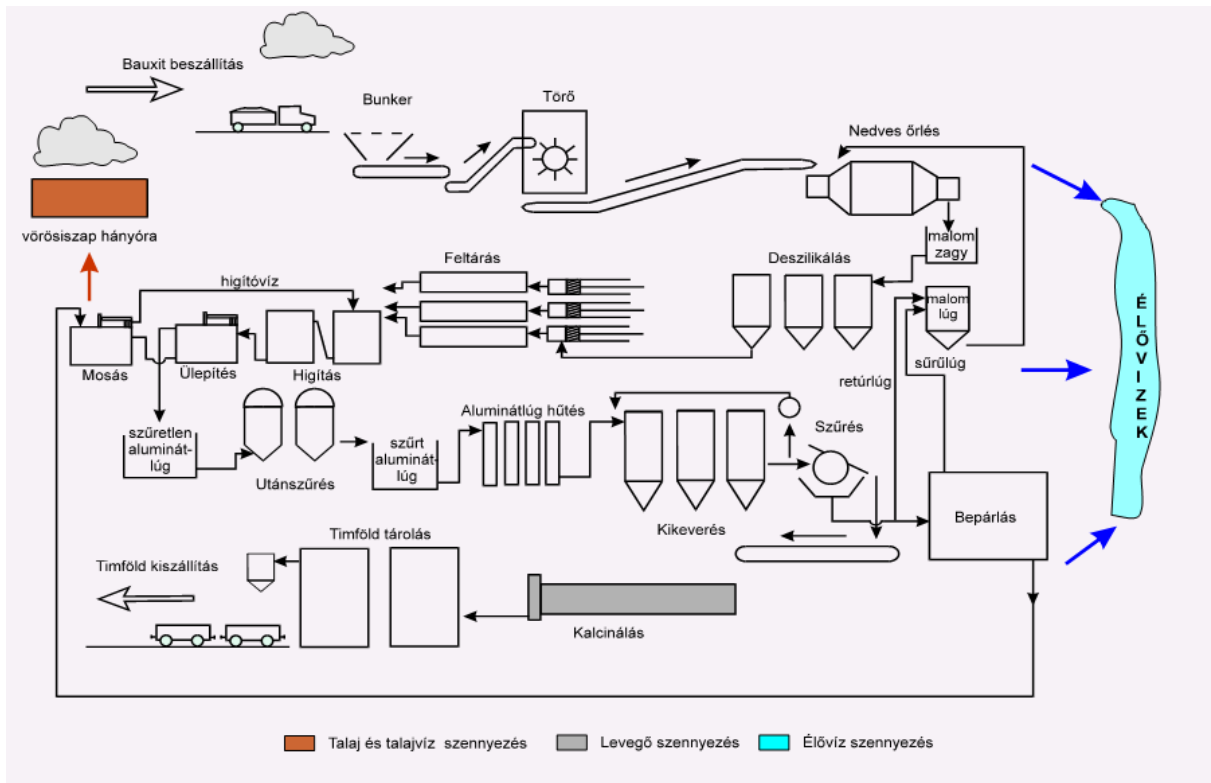 Bauxit beszállítás
Bunker
Törő
Nedves őrlés
vörösiszap hányóra
malom
zagy
Feltárás
Deszilikálás
higítóvíz
malom
lúg
ÉLŐVIZEK
Mosás
Ülepítés
Higítás
sűrűlúg
retúrlúg
Aluminátlúg hűtés
Szűrés
szűretlen
aluminát-
lúg
szűrt
aluminát-
lúg
Utánszűrés
Kikeverés
Bepárlás
Timföld tárolás
Timföld kiszállítás
Kalcinálás
Talaj és talajvíz szennyezés
Levegő szennyezés
Élővíz szennyezés